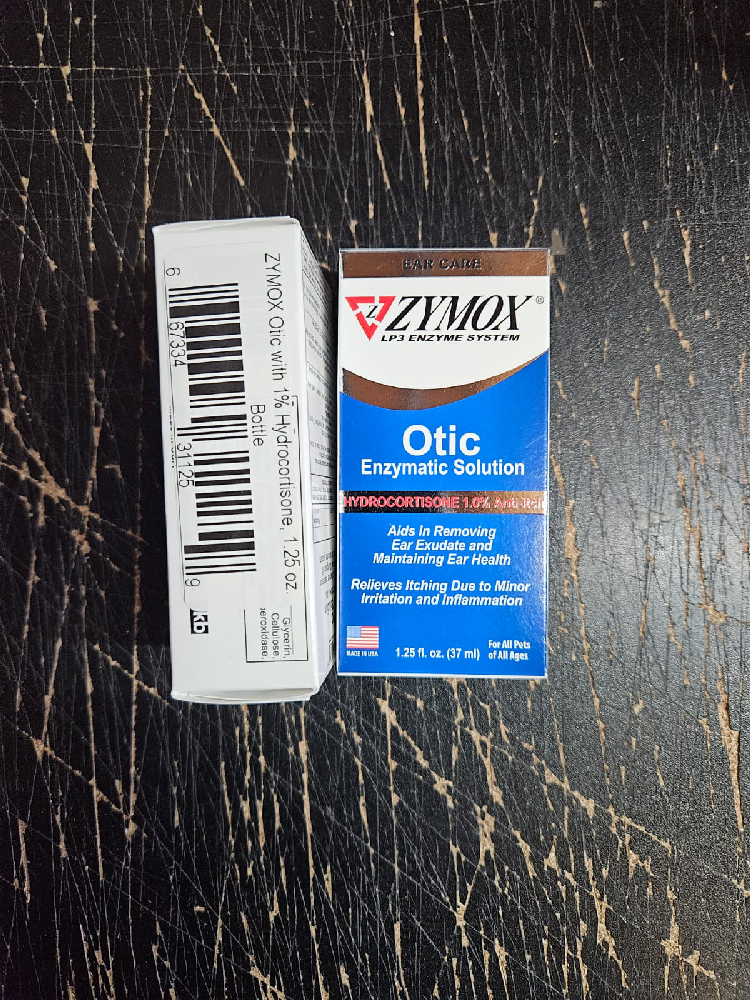 ZYMOX Otic with 1% Hydrocortisone, 1.25 oz.
Bottle
6 67334 31125 9
kb
Glycerin,
Cellulose,
peroxidase,
EAR CARE
Z
ZYMOX®
LP3 ENZYME SYSTEM
Otic
Enzymatic Solution
HYDROCORTISONE 1.0% Anti-Itch
Aids In Removing
Ear Exudate and
Maintaining Ear Health
Relieves Itching Due to Minor
Irritation and Inflammation
MADE IN USA
1.25 fl. oz. (37 ml)
For All Pets
of All Ages